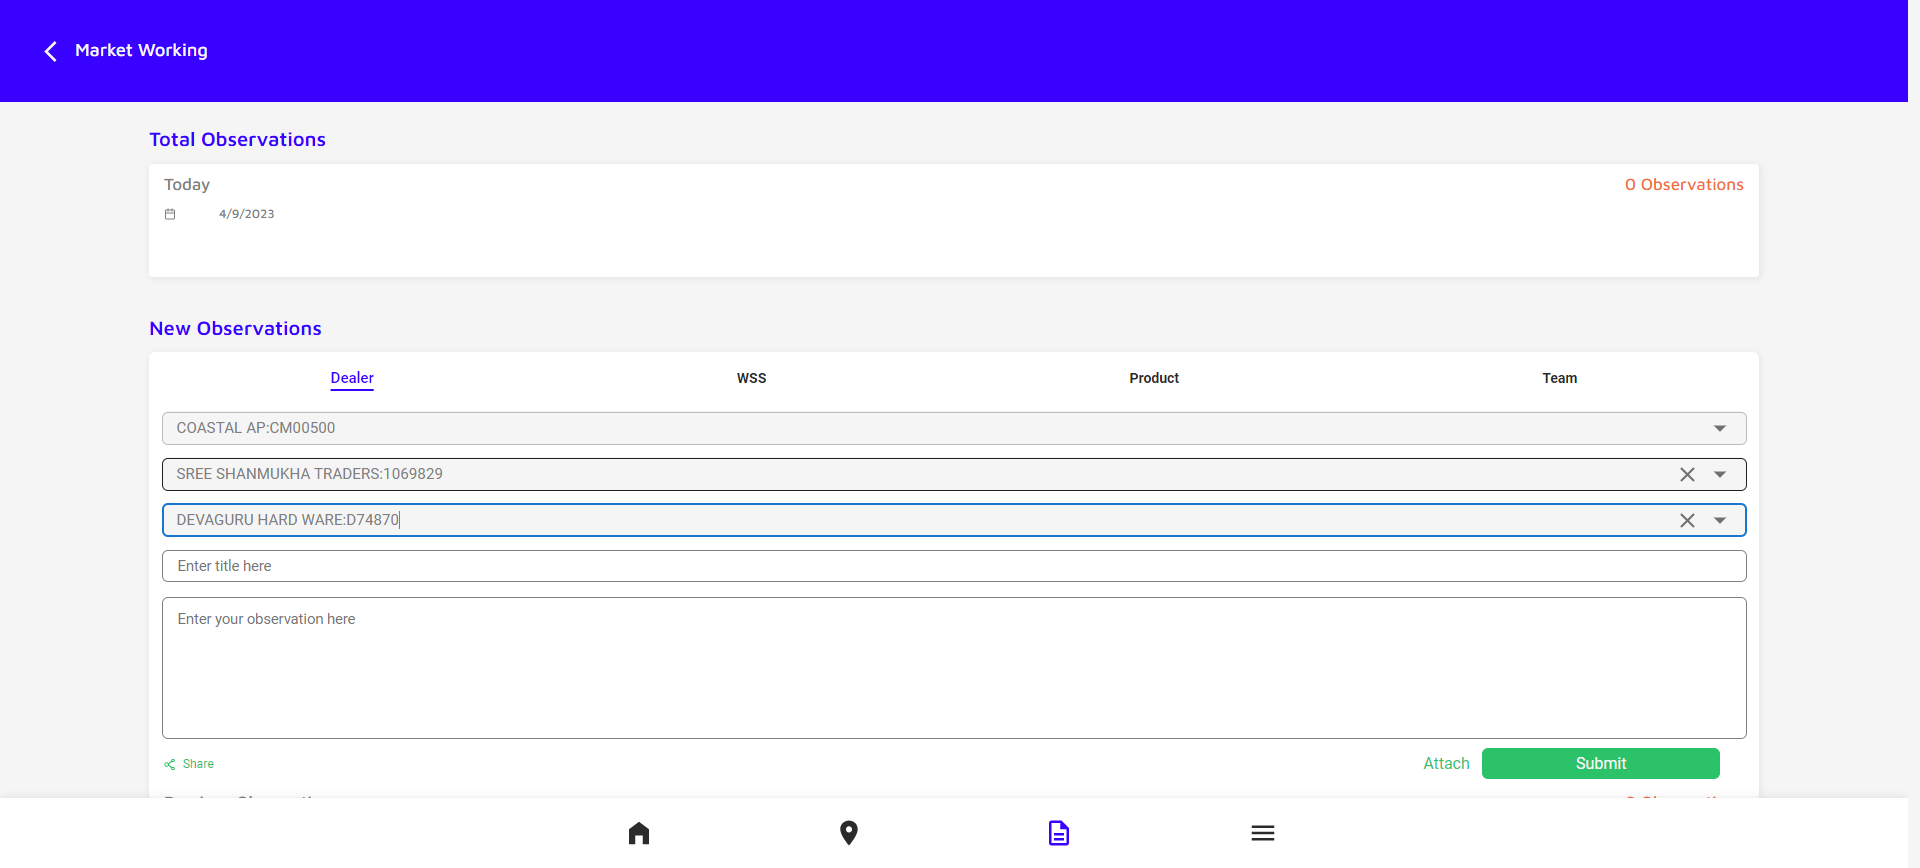 Market Working
Total Observations
Today
0 Observations
4/9/2023
New Observations
Dealer
WSS
Product
Team
COASTAL AP:CM00500
SREE SHANMUKHA TRADERS:1069829
DEVAGURU HARD WARE:D74870
Enter title here
Enter your observation here
Share
Attach
Submit